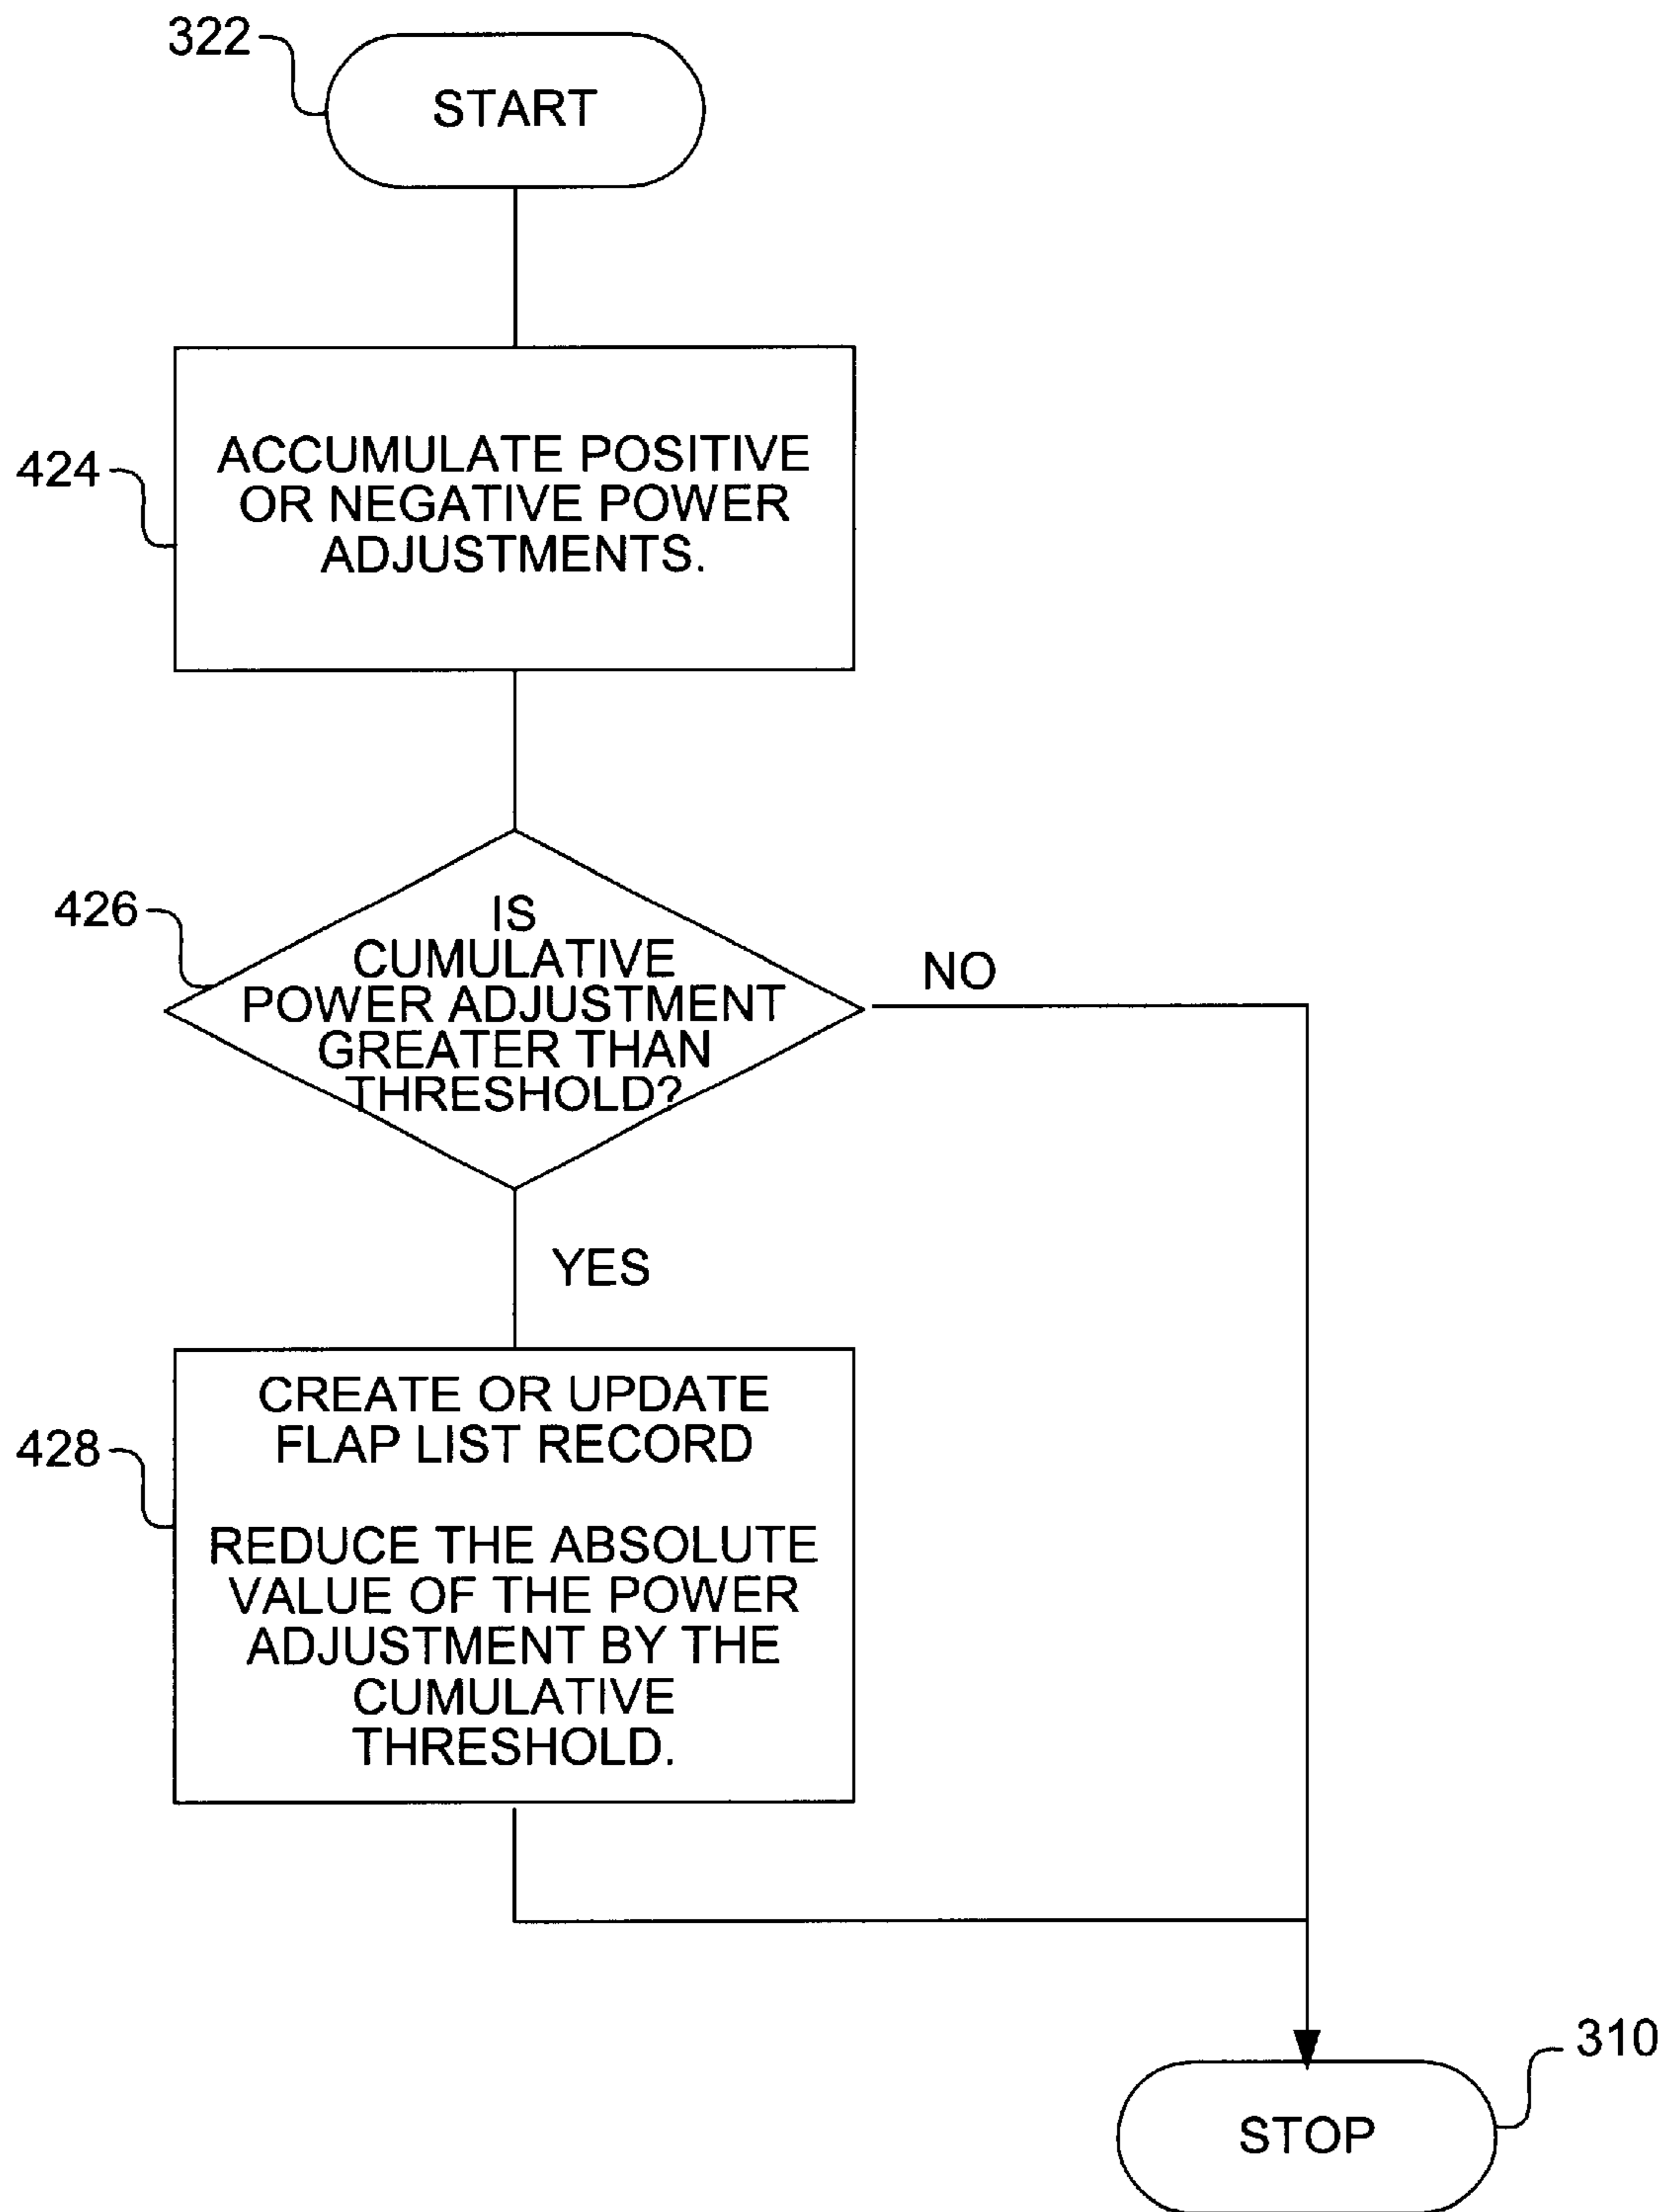 322
START
424
ACCUMULATE POSITIVE
OR NEGATIVE POWER
ADJUSTMENTS.
426
IS
CUMULATIVE
POWER ADJUSTMENT
GREATER THAN
THRESHOLD?
NO
YES
428
CREATE OR UPDATE
FLAP LIST RECORD
REDUCE THE ABSOLUTE
VALUE OF THE POWER
ADJUSTMENT BY THE
CUMULATIVE
THRESHOLD.
310
STOP